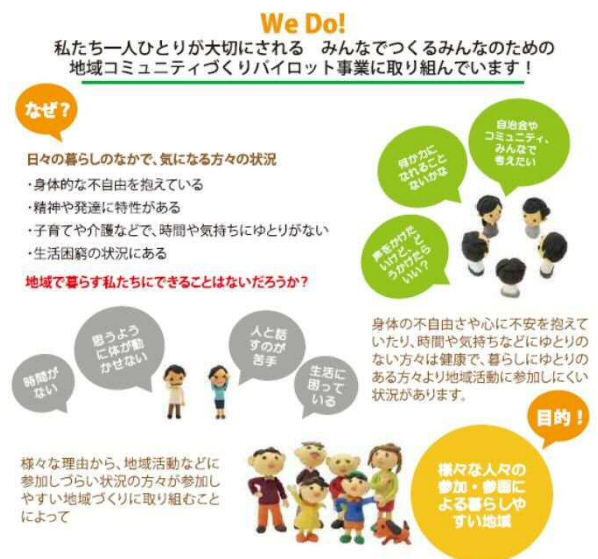 We Do!
私たち一人ひとりが大切にされる　みんなでつくるみんなのための
地域コミュニティづくりパイロット事業に取り組んでいます！
なぜ？
日々の暮らしのなかで、気になる方々の状況
・身体的な不自由を抱えている
・精神や発達に特性がある
・子育てや介護などで、時間や気持ちにゆとりがない
・生活困窮の状況にある
地域で暮らす私たちにできることはないだろうか？
何か力に
なれること
ないかな
自治会や
コミュニティ、
みんなで
考えたい
声をかけた
いけど、ど
うかけたら
いい？
時間が
ない
思うよう
に体が動
かせない
人と話
すのが
苦手
生活に
困って
いる
身体の不自由さや心に不安を抱えて
いたり、時間や気持ちなどにゆとりの
ない方々は健康で、暮らしにゆとりの
ある方々より地域活動に参加しにくい
状況があります。
様々な理由から、地域活動などに
参加しづらい状況の方々が参加し
やすい地域づくりに取り組むこと
によって
目的！
様々な人々の
参加・参画に
よる暮らしや
すい地域